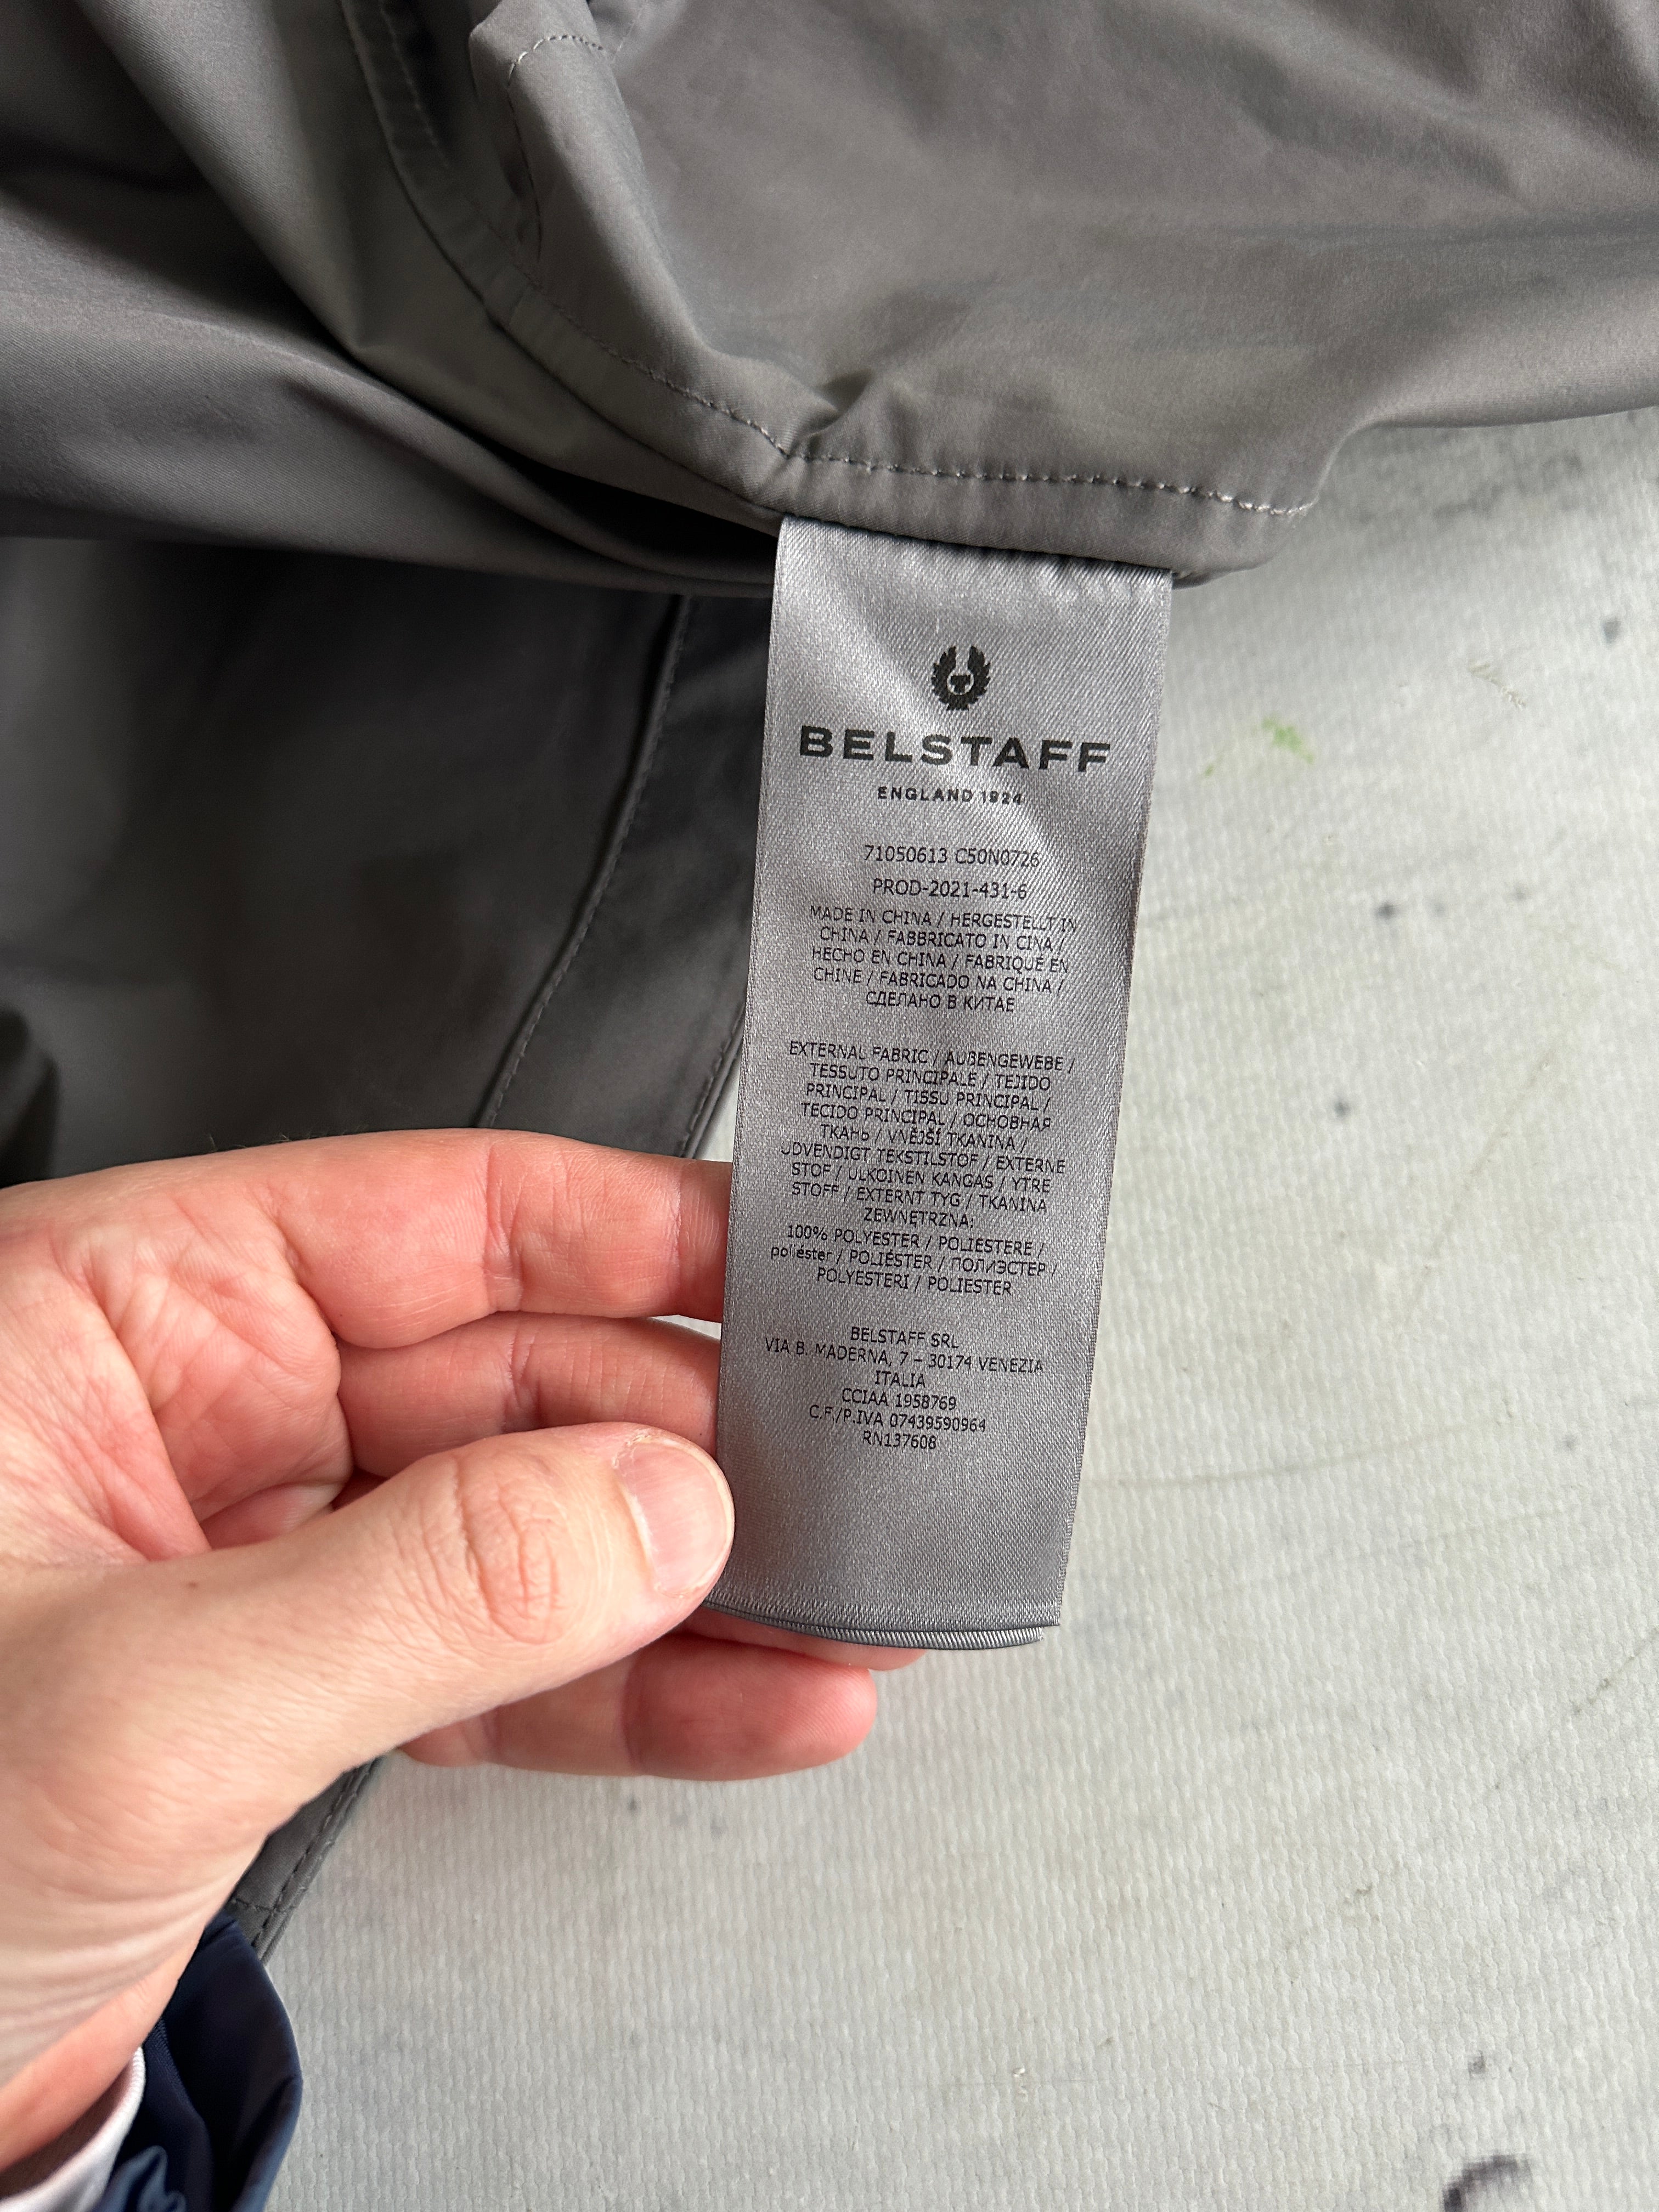 BELSTAFF
ENGLAND 1924
71050613 C50N0726
PROD-2021-431-6
MADE IN CHINA / HERGESTELLT IN
CHINA / FABBRICATO IN CINA /
HECHO EN CHINA / FABRIQUÉ EN
CHINE / FABRICADO NA CHINA /
СДЕЛАНО В КИТАЕ
EXTERNAL FABRIC / AUßENGEWEBE /
TESSUTO PRINCIPALE / TEJIDO
PRINCIPAL / TISSU PRINCIPAL /
TECIDO PRINCIPAL / ОСНОВНАЯ
ТКАНЬ / VNĚJŠÍ TKANINA /
UDVENDIGT TEKSTILSTOF / EXTERNE
STOF / ULKOINEN KANGAS / YTRE
STOFF / EXTERNT TYG / TKANINA
ZEWNĘTRZNA:
100% POLYESTER / POLIESTERE /
poliéster / POLIÉSTER / ПОЛИЭСТЕР /
POLYESTERI / POLIESTER
BELSTAFF SRL
VIA B. MADERNA, 7 – 30174 VENEZIA
ITALIA
CCIAA 1958769
C.F./P.IVA 07439590964
RN137608